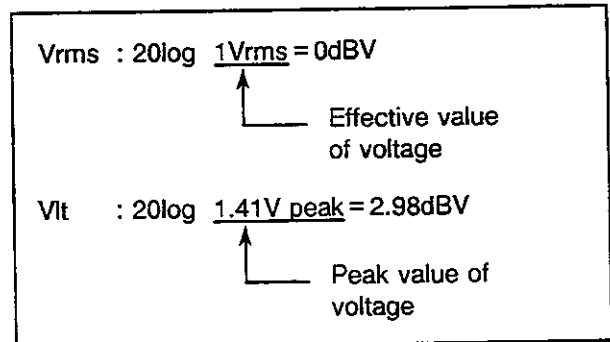 Vrms : 20log 1Vrms = 0dBV
Effective value
of voltage
Vlt : 20log 1.41V peak = 2.98dBV
Peak value of
voltage